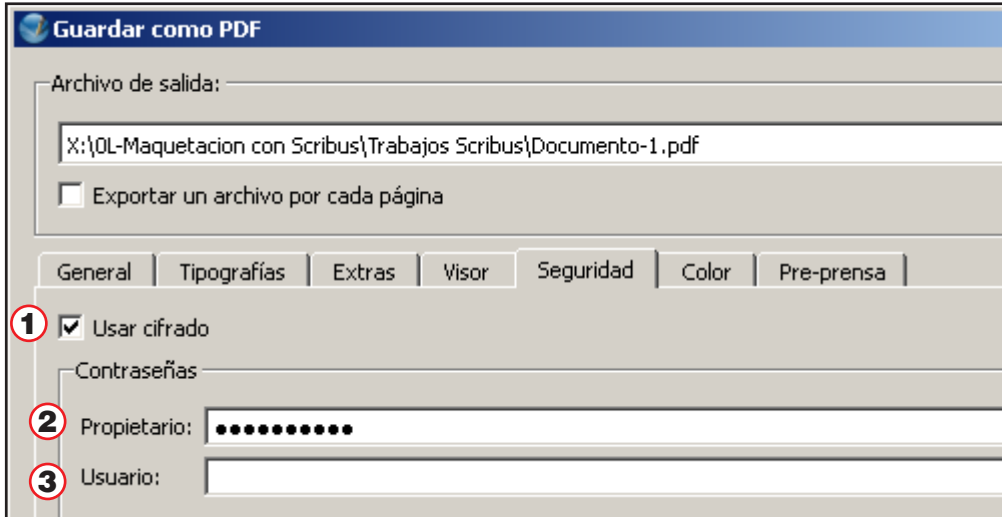 Guardar como PDF
Archivo de salida:
X:\0L-Maquetacion con Scribus\Trabajos Scribus\Documento-1.pdf
Exportar un archivo por cada página
General Tipografías Extras Visor Seguridad Color Pre-prensa
1 Usar cifrado
Contraseñas
2 Propietario: ●●●●●●●●●●
3 Usuario: